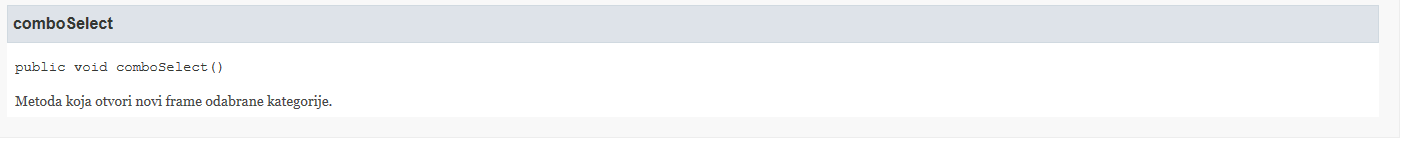 comboSelect
public void comboSelect()
Metoda koja otvori novi frame odabrane kategorije.